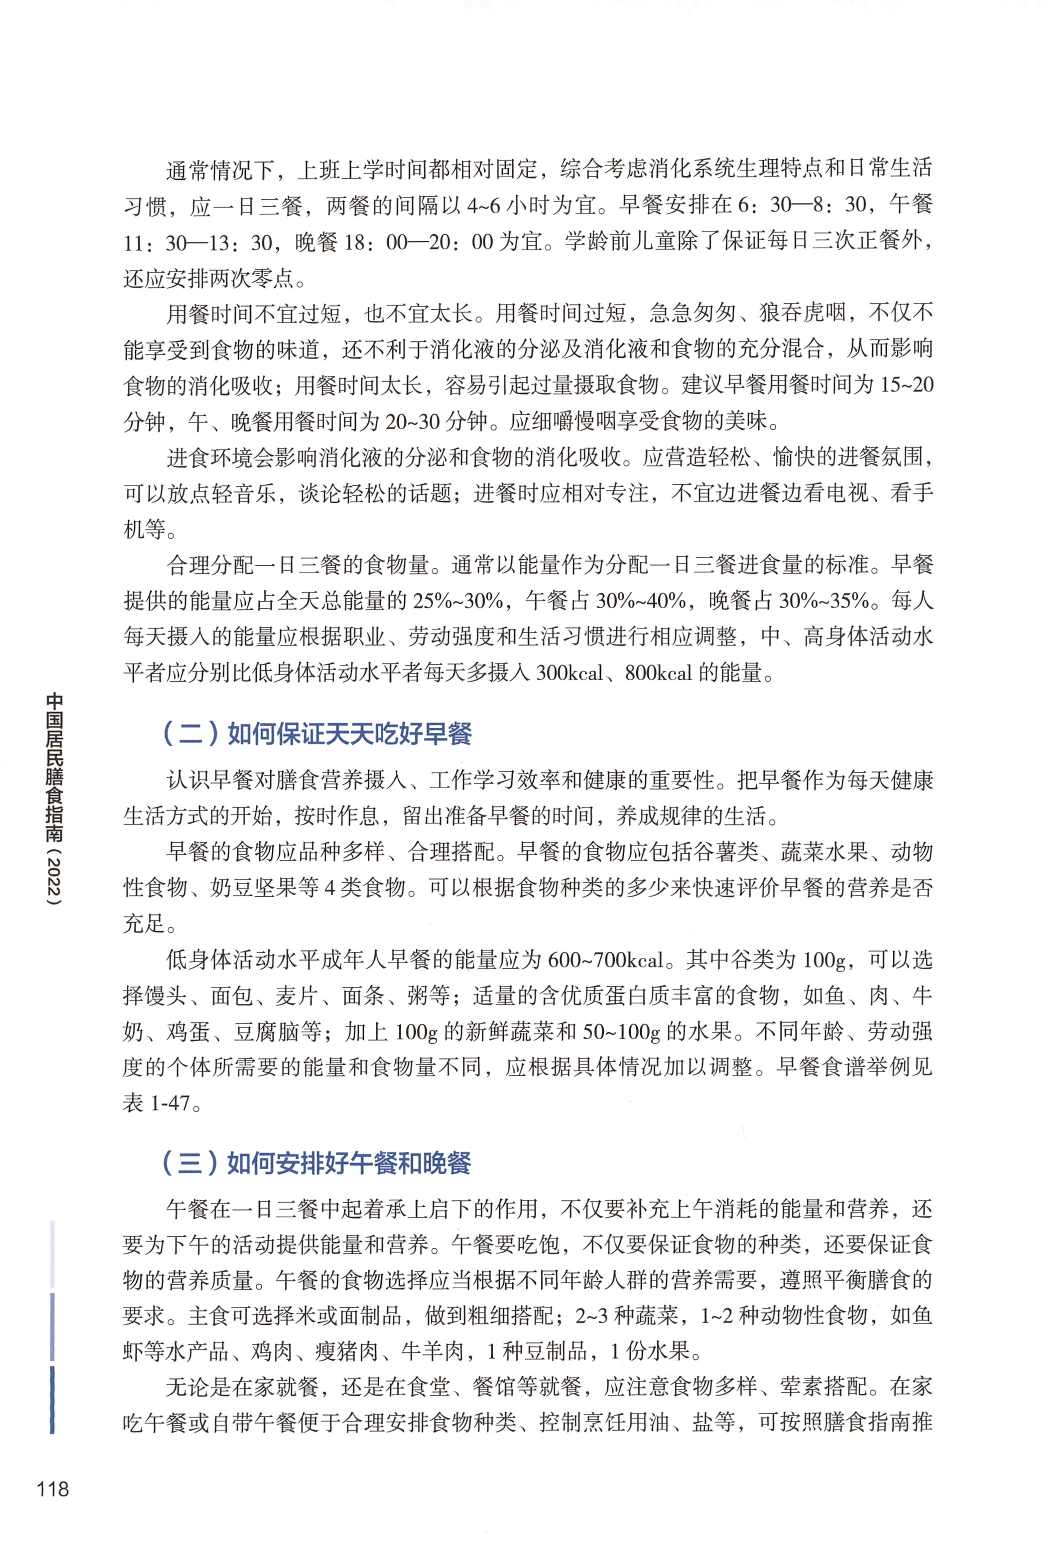 通常情况下，上班上学时间都相对固定，综合考虑消化系统生理特点和日常生活
习惯，应一日三餐，两餐的间隔以 4~6 小时为宜。早餐安排在 6：30—8：30，午餐
11：30—13：30，晚餐 18：00—20：00 为宜。学龄前儿童除了保证每日三次正餐外，
还应安排两次零点。
用餐时间不宜过短，也不宜太长。用餐时间过短，急急匆匆、狼吞虎咽，不仅不
能享受到食物的味道，还不利于消化液的分泌及消化液和食物的充分混合，从而影响
食物的消化吸收；用餐时间太长，容易引起过量摄取食物。建议早餐用餐时间为 15~20
分钟，午、晚餐用餐时间为 20~30 分钟。应细嚼慢咽享受食物的美味。
进食环境会影响消化液的分泌和食物的消化吸收。应营造轻松、愉快的进餐氛围，
可以放点轻音乐，谈论轻松的话题；进餐时应相对专注，不宜边进餐边看电视、看手
机等。
合理分配一日三餐的食物量。通常以能量作为分配一日三餐进食量的标准。早餐
提供的能量应占全天总能量的 25%~30%，午餐占 30%~40%，晚餐占 30%~35%。每人
每天摄入的能量应根据职业、劳动强度和生活习惯进行相应调整，中、高身体活动水
平者应分别比低身体活动水平者每天多摄入 300kcal、800kcal 的能量。
（二）如何保证天天吃好早餐
认识早餐对膳食营养摄入、工作学习效率和健康的重要性。把早餐作为每天健康
生活方式的开始，按时作息，留出准备早餐的时间，养成规律的生活。
早餐的食物应品种多样、合理搭配。早餐的食物应包括谷薯类、蔬菜水果、动物
性食物、奶豆坚果等 4 类食物。可以根据食物种类的多少来快速评价早餐的营养是否
充足。
低身体活动水平成年人早餐的能量应为 600~700kcal。其中谷类为 100g，可以选
择馒头、面包、麦片、面条、粥等；适量的含优质蛋白质丰富的食物，如鱼、肉、牛
奶、鸡蛋、豆腐脑等；加上 100g 的新鲜蔬菜和 50~100g 的水果。不同年龄、劳动强
度的个体所需要的能量和食物量不同，应根据具体情况加以调整。早餐食谱举例见
表 1-47。
（三）如何安排好午餐和晚餐
午餐在一日三餐中起着承上启下的作用，不仅要补充上午消耗的能量和营养，还
要为下午的活动提供能量和营养。午餐要吃饱，不仅要保证食物的种类，还要保证食
物的营养质量。午餐的食物选择应当根据不同年龄人群的营养需要，遵照平衡膳食的
要求。主食可选择米或面制品，做到粗细搭配；2~3 种蔬菜，1~2 种动物性食物，如鱼
虾等水产品、鸡肉、瘦猪肉、牛羊肉，1 种豆制品，1 份水果。
无论是在家就餐，还是在食堂、餐馆等就餐，应注意食物多样、荤素搭配。在家
吃午餐或自带午餐便于合理安排食物种类、控制烹饪用油、盐等，可按照膳食指南推
中国居民膳食指南（2022）
118